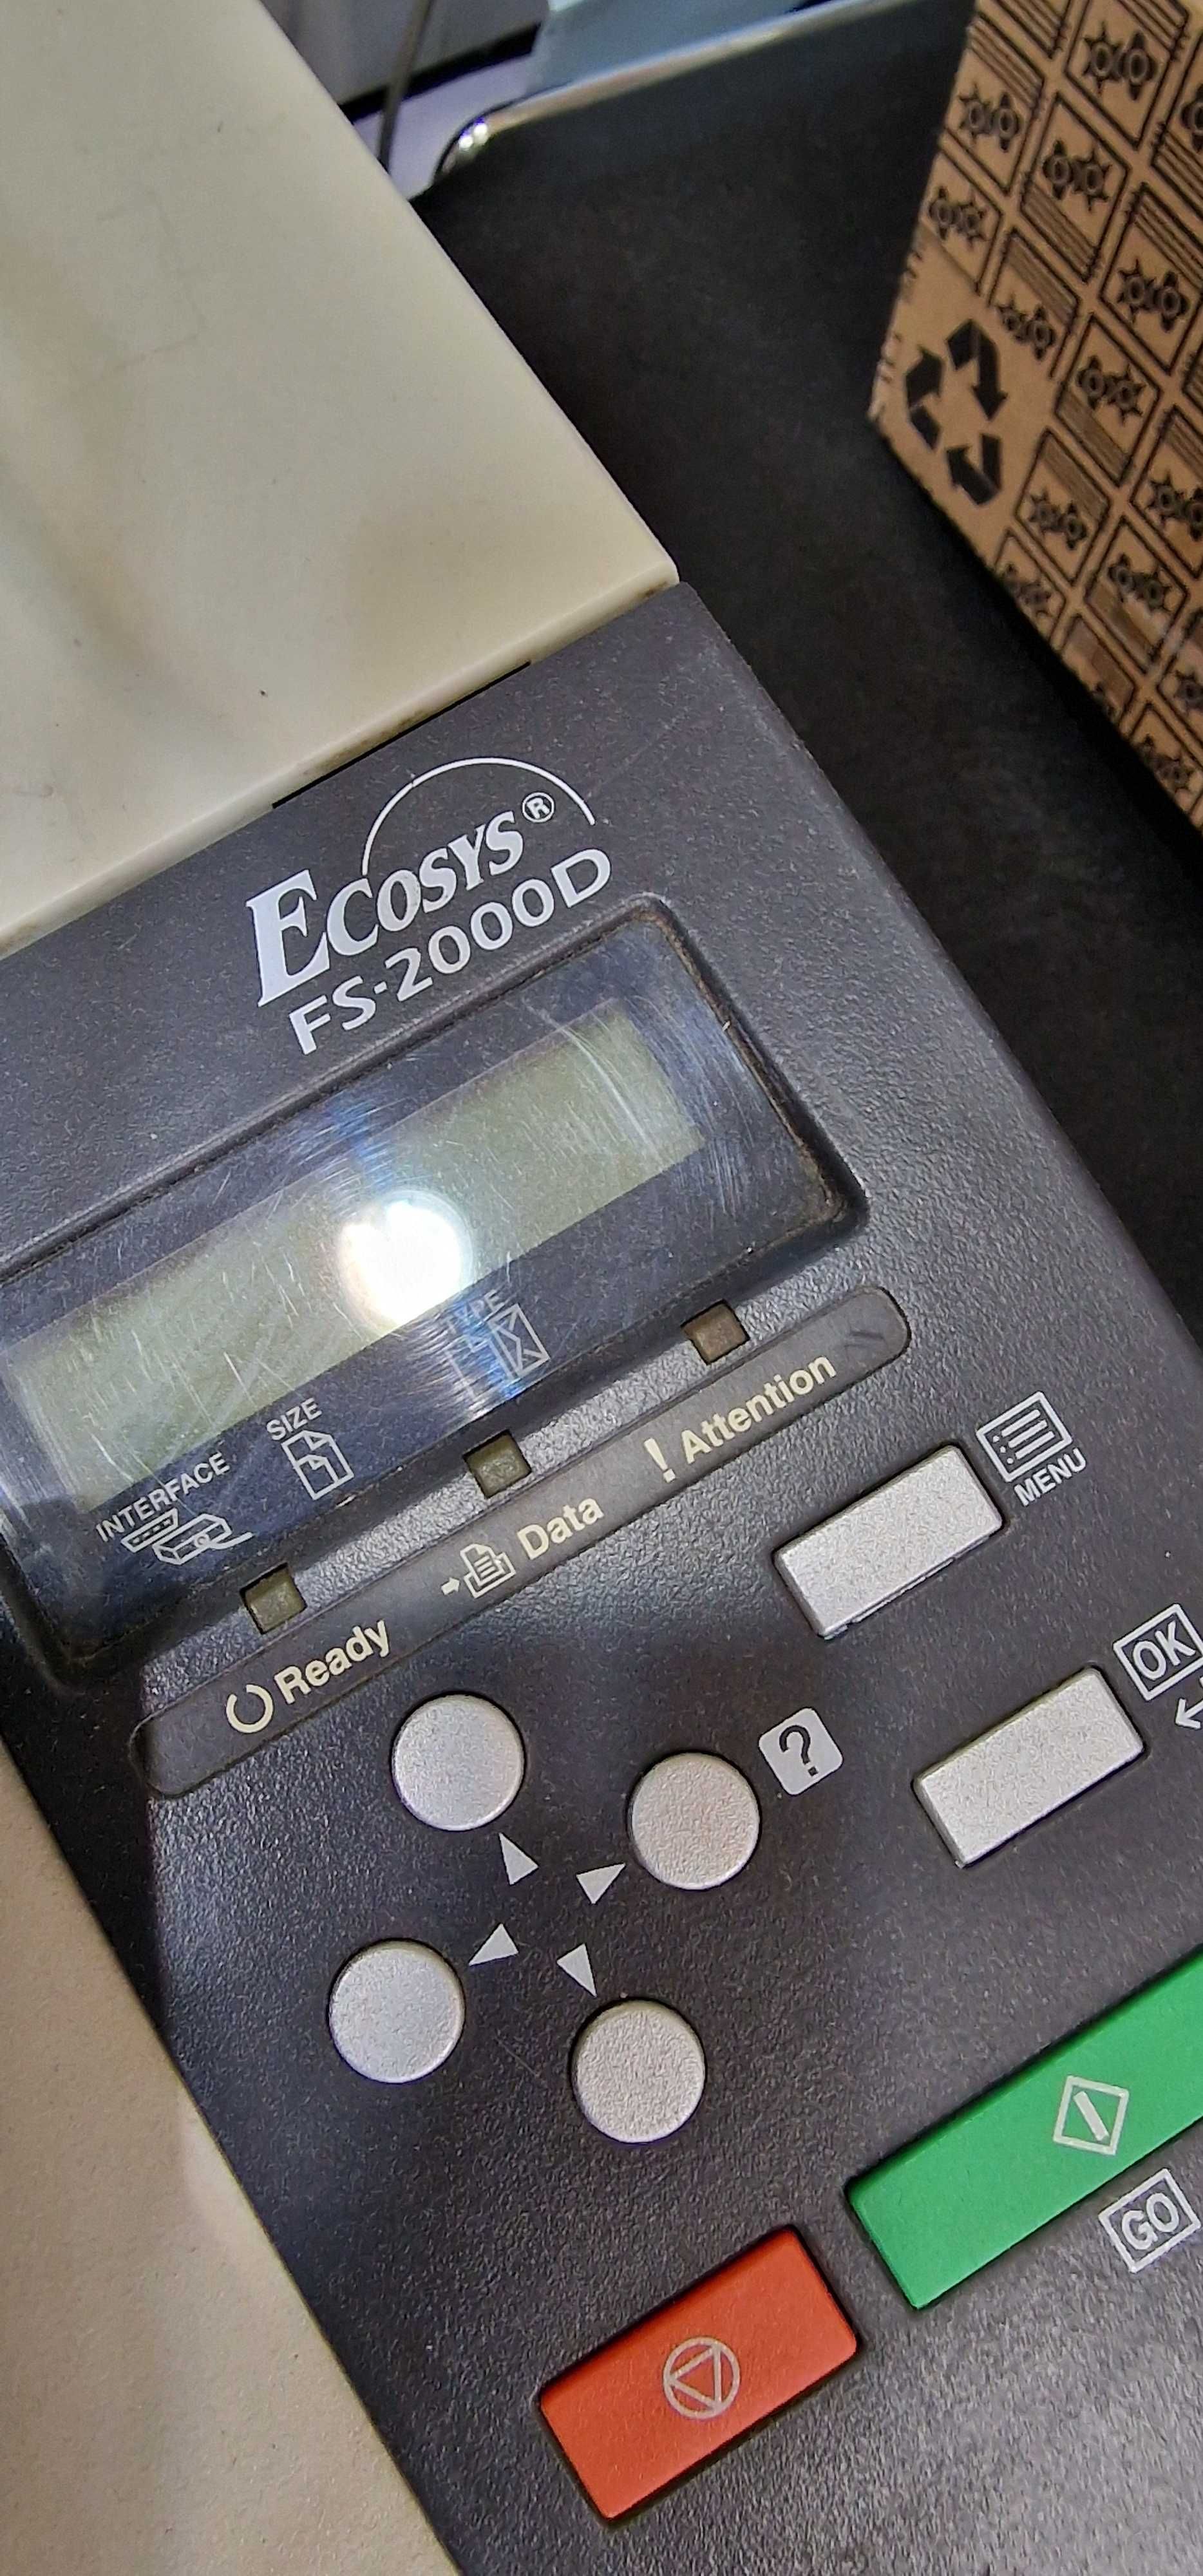 ECOSYS®
FS-2000D
INTERFACE
SIZE
TYPE
Ready
Data
! Attention
MENU
?
OK
GO